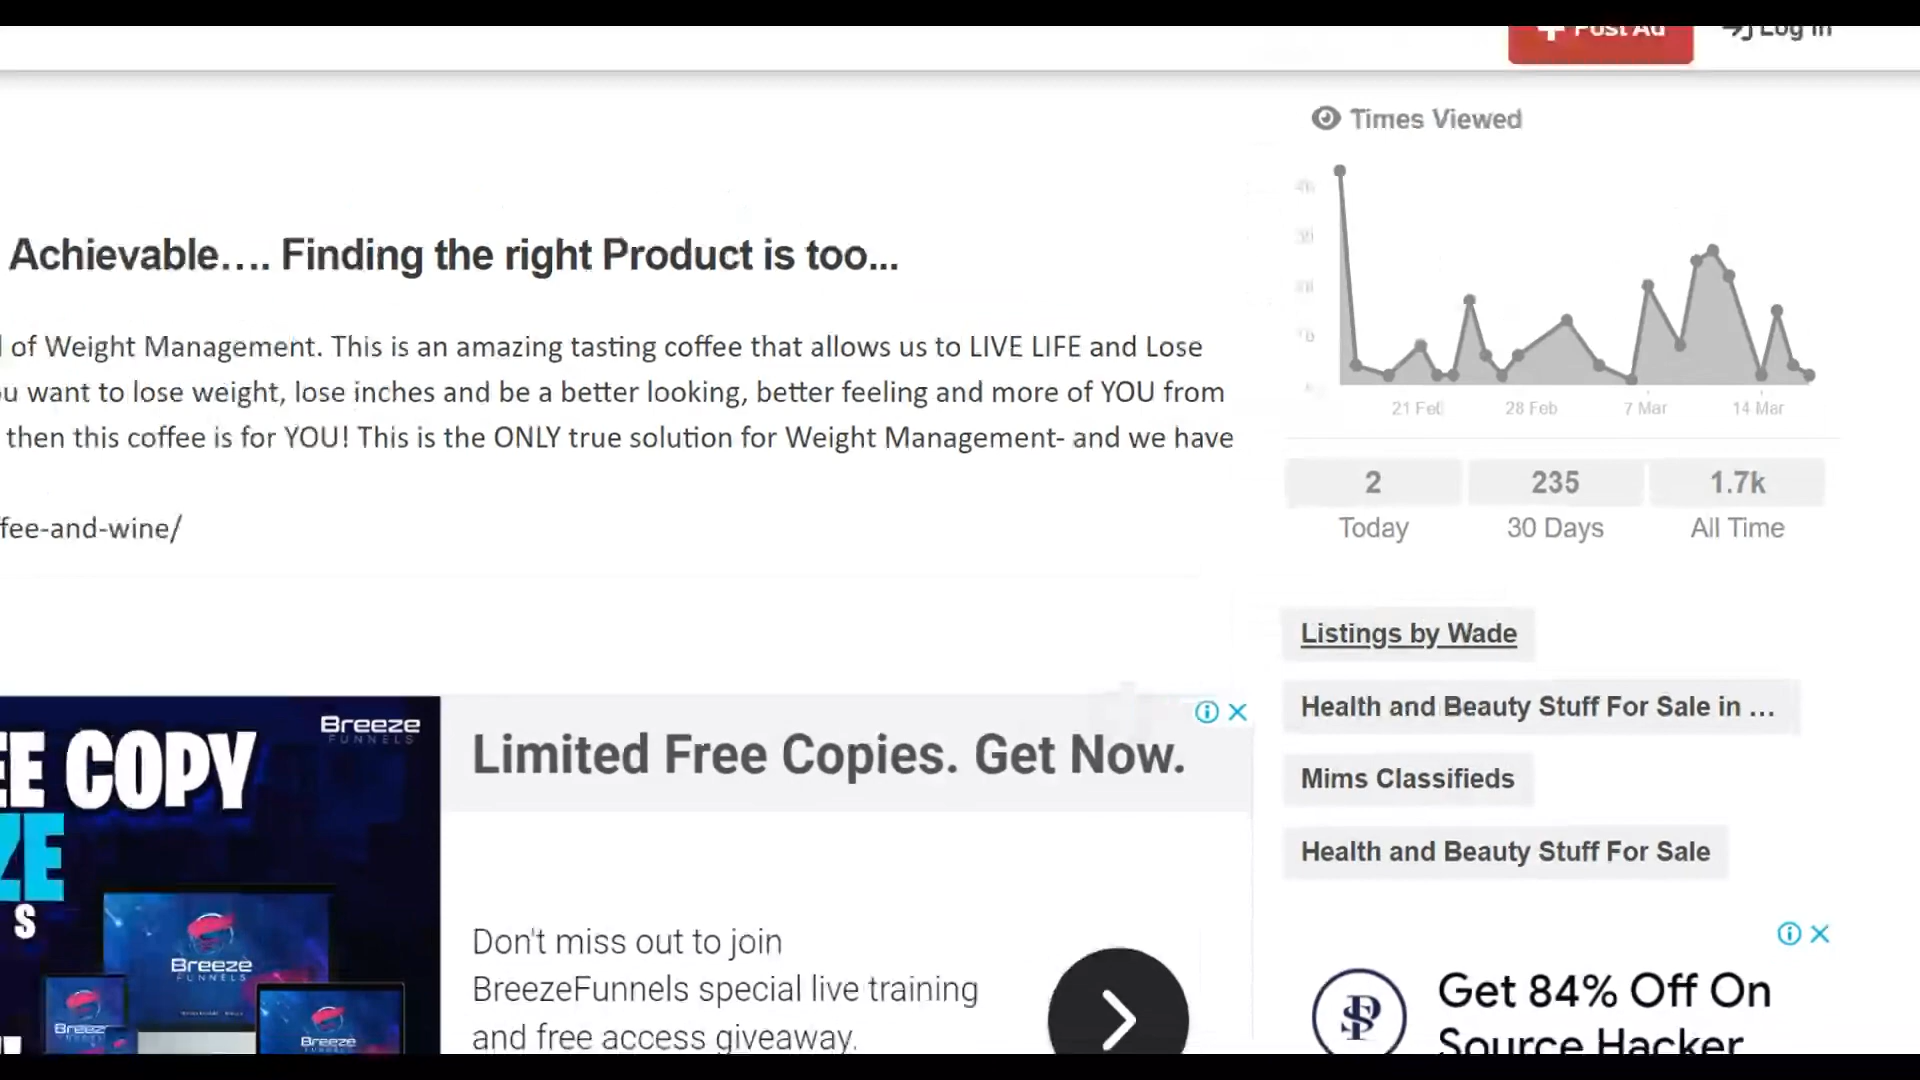 Post Ad
Log In
Times Viewed
Achievable…. Finding the right Product is too...
of Weight Management. This is an amazing tasting coffee that allows us to LIVE LIFE and Lose
want to lose weight, lose inches and be a better looking, better feeling and more of YOU from
then this coffee is for YOU! This is the ONLY true solution for Weight Management- and we have
fee-and-wine/
21 Feb
28 Feb
7 Mar
14 Mar
2
235
1.7k
Today
30 Days
All Time
Listings by Wade
Health and Beauty Stuff For Sale in …
Mims Classifieds
Health and Beauty Stuff For Sale
COPY
ZE
S
Breeze
FUNNELS
Breeze
FUNNELS
Breeze
Breeze
Limited Free Copies. Get Now.
Don't miss out to join
BreezeFunnels special live training
and free access giveaway.
Get 84% Off On
Source Hacker